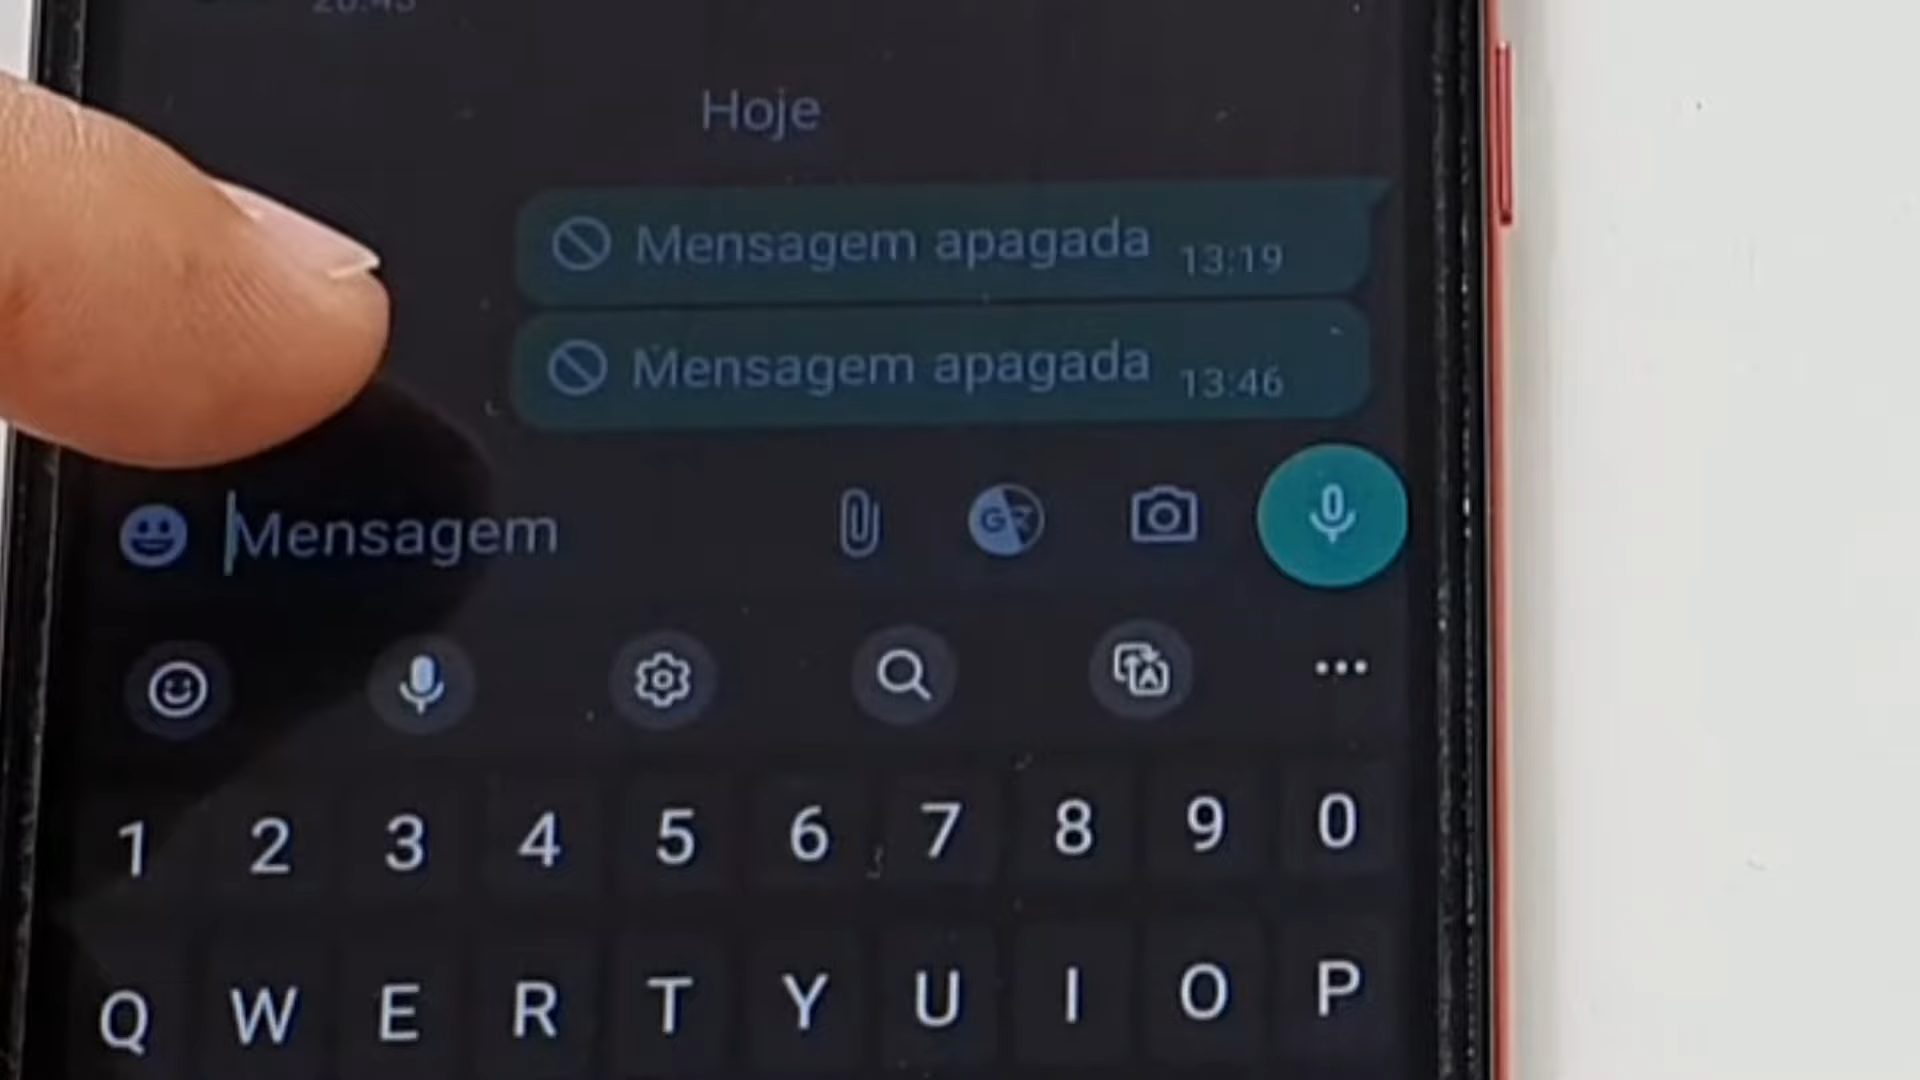 Hoje
Mensagem apagada 13:19
Mensagem apagada 13:46
Mensagem
1 2 3 4 5 6 7 8 9 0
Q W E R T Y U I O P